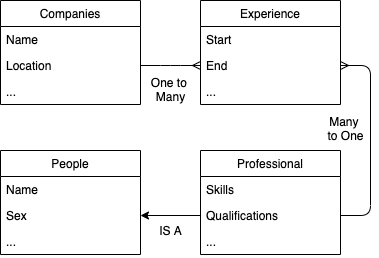 Companies
Name
Location
...
One to
Many
Experience
Start
End
...
Many
to One
People
Name
Sex
...
IS A
Professional
Skills
Qualifications
...